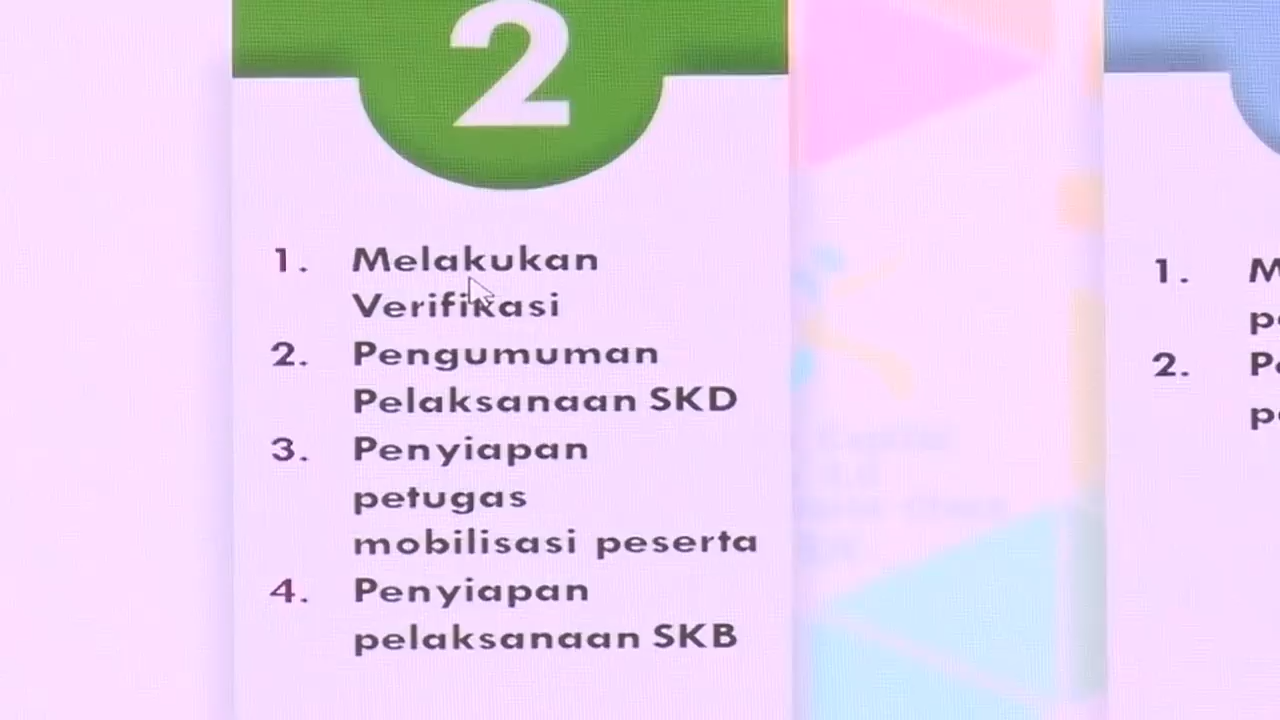 2
1. Melakukan
Verifikasi
2. Pengumuman
Pelaksanaan SKD
3. Penyiapan
petugas
mobilisasi peserta
4. Penyiapan
pelaksanaan SKB
1.
2.